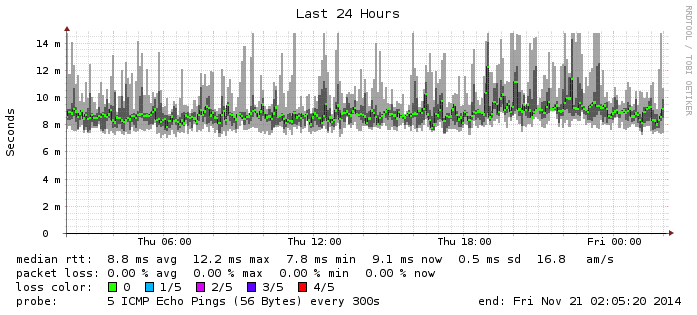 Last 24 Hours
RRDTOOL / TOBI OETIKER
Seconds
14 m
12 m
10 m
8 m
6 m
4 m
2 m
0
Thu 06:00 Thu 12:00 Thu 18:00 Fri 00:00
median rtt: 8.8 ms avg 12.2 ms max 7.8 ms min 9.1 ms now 0.5 ms sd 16.8 am/s
packet loss: 0.00 % avg 0.00 % max 0.00 % min 0.00 % now
loss color: 0 1/5 2/5 3/5 4/5
probe: 5 ICMP Echo Pings (56 Bytes) every 300s end: Fri Nov 21 02:05:20 2014